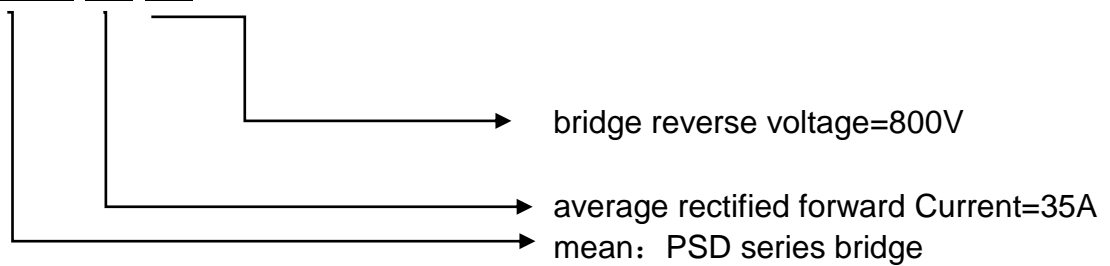 bridge reverse voltage=800V
average rectified forward Current=35A
mean：PSD series bridge